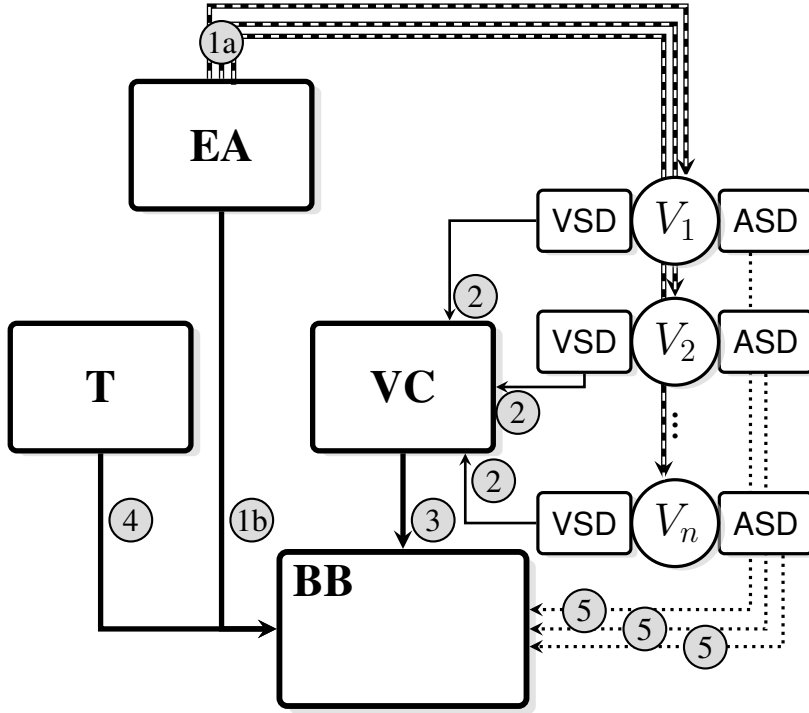 1a
EA
VSD V₁ ASD
2
T
VC
VSD V₂ ASD
2
⋮
2
4
1b
3
VSD Vₙ ASD
BB
5
5
5